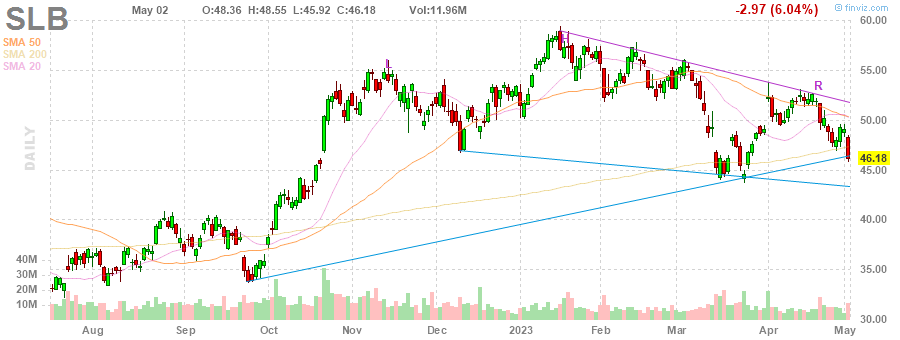 SLB May 02 O:48.36 H:48.55 L:45.92 C:46.18 Vol:11.96M -2.97 (6.04%) © finviz.com
SMA 50
SMA 200
SMA 20
DAILY
60.00
55.00
50.00
46.18
45.00
40.00
35.00
30.00
40M
30M
20M
10M
R
Aug Sep Oct Nov Dec 2023 Feb Mar Apr May